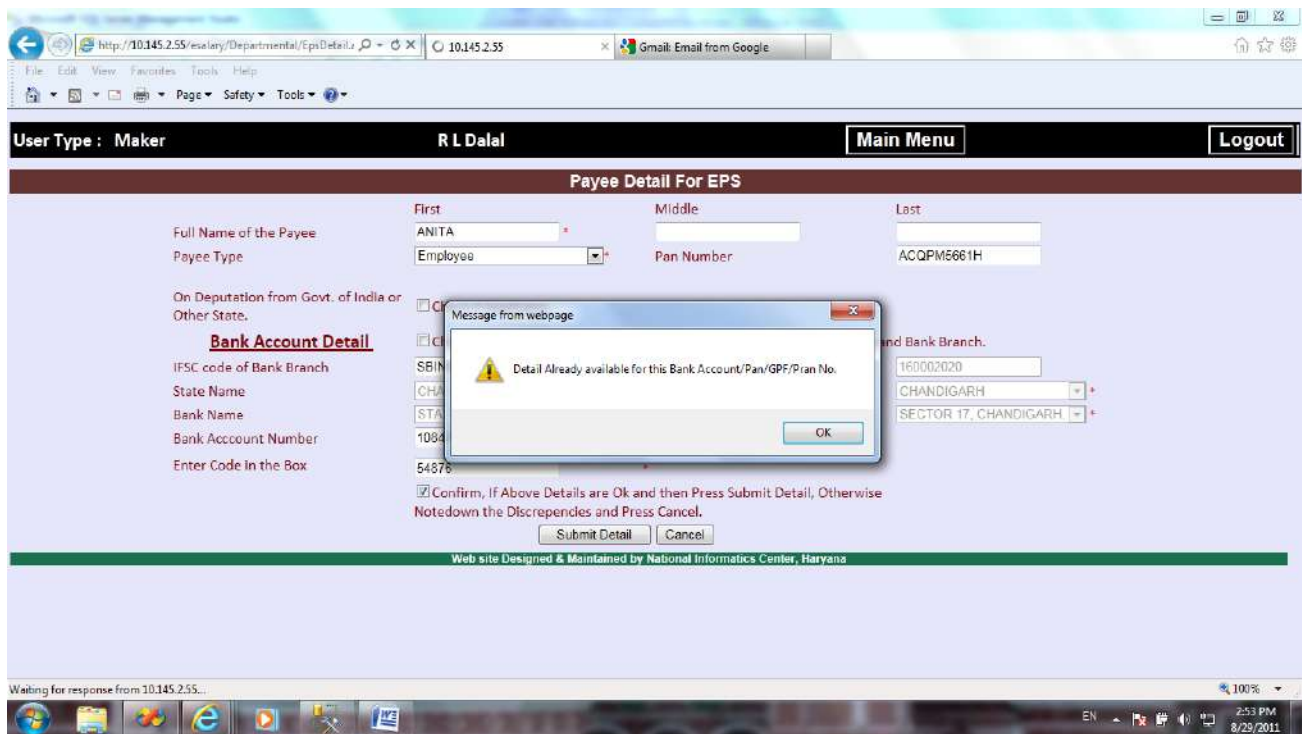 http://10.145.2.55/esalary/Departmental/EpsDetail.a
10.145.2.55
Gmail: Email from Google
File Edit View Favorites Tools Help
Page Safety Tools
User Type : Maker R L Dalal Main Menu Logout
Payee Detail For EPS
First Middle Last
Full Name of the Payee ANITA *
Payee Type Employee * Pan Number ACQPM5661H
On Deputation from Govt. of India or
Other State.
Message from webpage
Bank Account Detail and Bank Branch.
Detail Already available for this Bank Account/Pan/GPF/Pran No.
IFSC code of Bank Branch SBIN 160002020
State Name CHA CHANDIGARH *
Bank Name STA SECTOR 17, CHANDIGARH *
OK
Bank Acccount Number 1084
Enter Code In the Box 54876 *
Confirm, If Above Details are Ok and then Press Submit Detail, Otherwise
Notedown the Discrepencies and Press Cancel.
Submit Detail Cancel
Web site Designed & Maintained by National Informatics Center, Haryana
Waiting for response from 10.145.2.55...
100%
EN
2:53 PM
8/29/2011